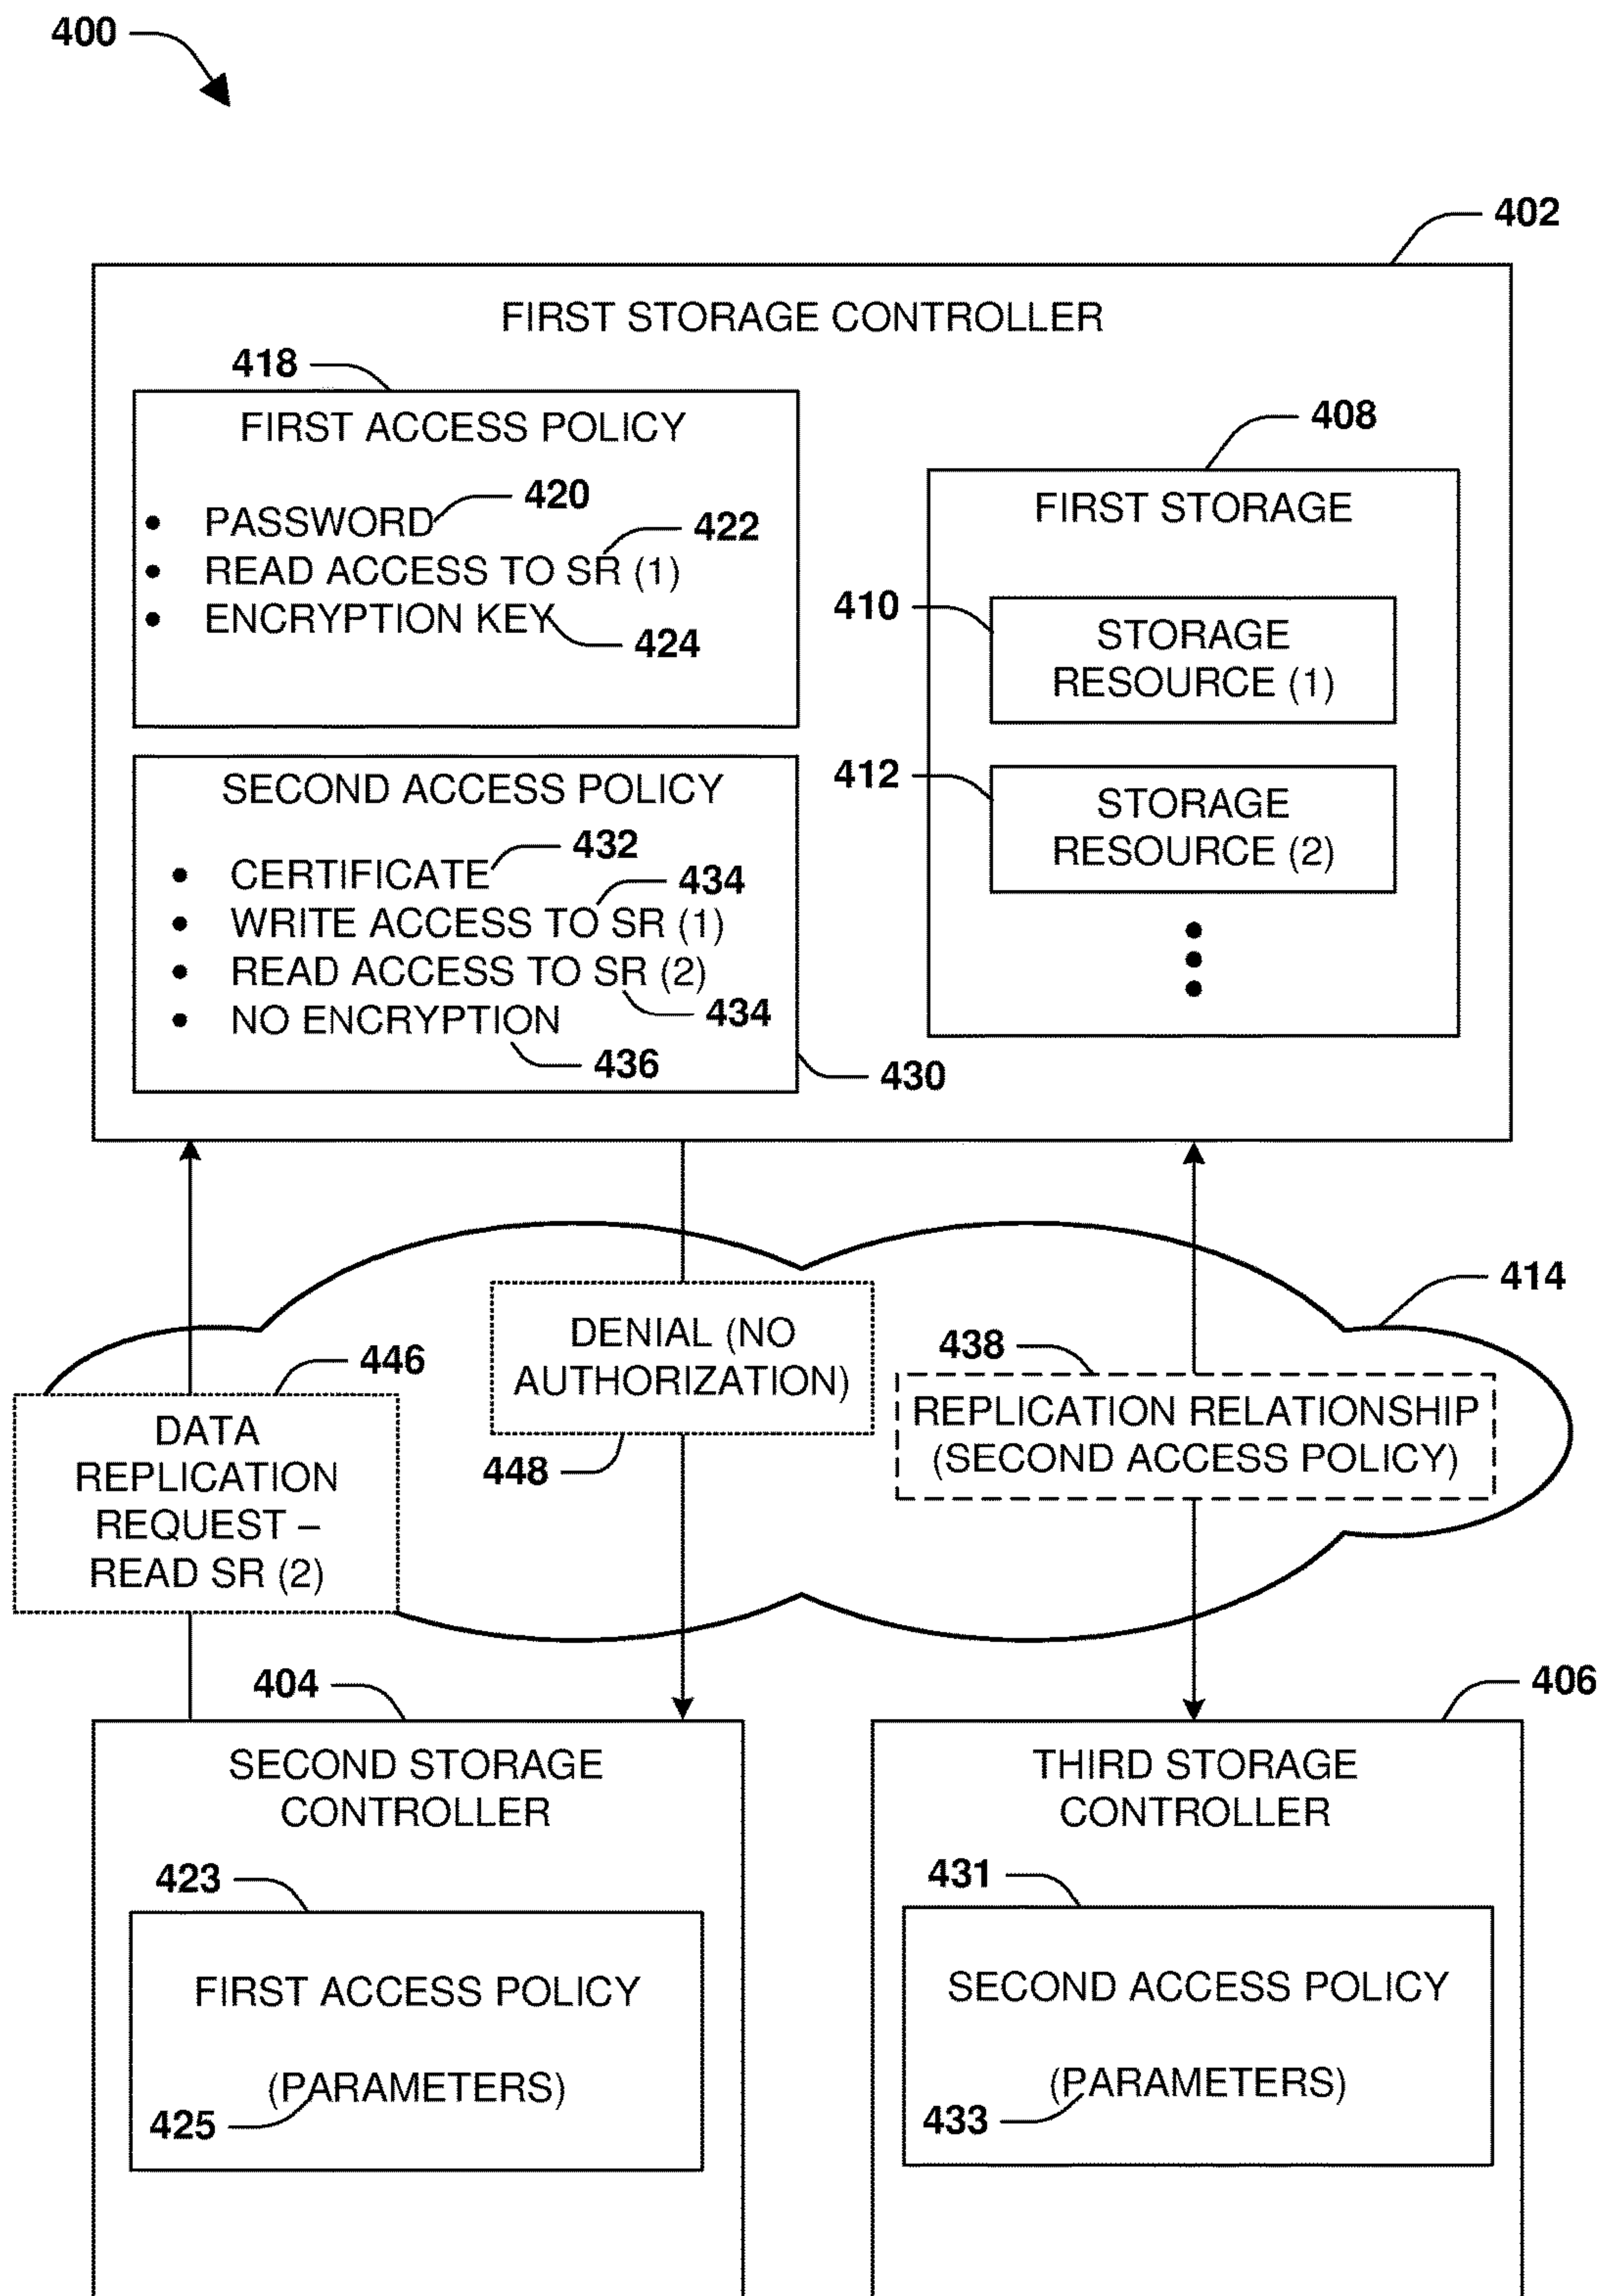 400
402
FIRST STORAGE CONTROLLER
418
FIRST ACCESS POLICY
• PASSWORD 420
• READ ACCESS TO SR (1) 422
• ENCRYPTION KEY 424
408
FIRST STORAGE
410
STORAGE
RESOURCE (1)
412
STORAGE
RESOURCE (2)
SECOND ACCESS POLICY
• CERTIFICATE 432
• WRITE ACCESS TO SR (1) 434
• READ ACCESS TO SR (2) 434
• NO ENCRYPTION 436
430
414
446
DATA
REPLICATION
REQUEST –
READ SR (2)
DENIAL (NO
AUTHORIZATION)
448
438
REPLICATION RELATIONSHIP
(SECOND ACCESS POLICY)
404
SECOND STORAGE
CONTROLLER
423
FIRST ACCESS POLICY
(PARAMETERS)
425
406
THIRD STORAGE
CONTROLLER
431
SECOND ACCESS POLICY
(PARAMETERS)
433